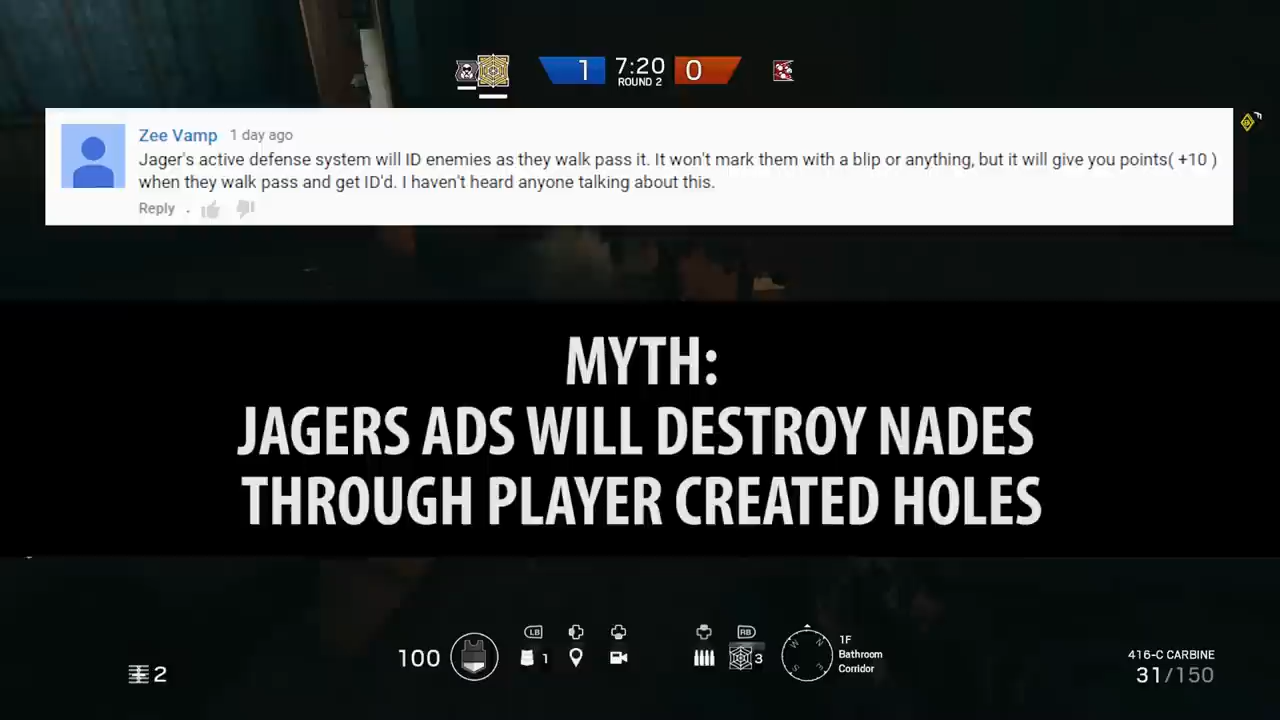 1 7:20 0
ROUND 2
Zee Vamp 1 day ago
Jager's active defense system will ID enemies as they walk pass it. It won't mark them with a blip or anything, but it will give you points( +10 )
when they walk pass and get ID'd. I haven't heard anyone talking about this.
Reply .
MYTH:
JAGERS ADS WILL DESTROY NADES
THROUGH PLAYER CREATED HOLES
LB RB
100 1 3
N W E S
1F
Bathroom
Corridor
416-C CARBINE
31/150
2